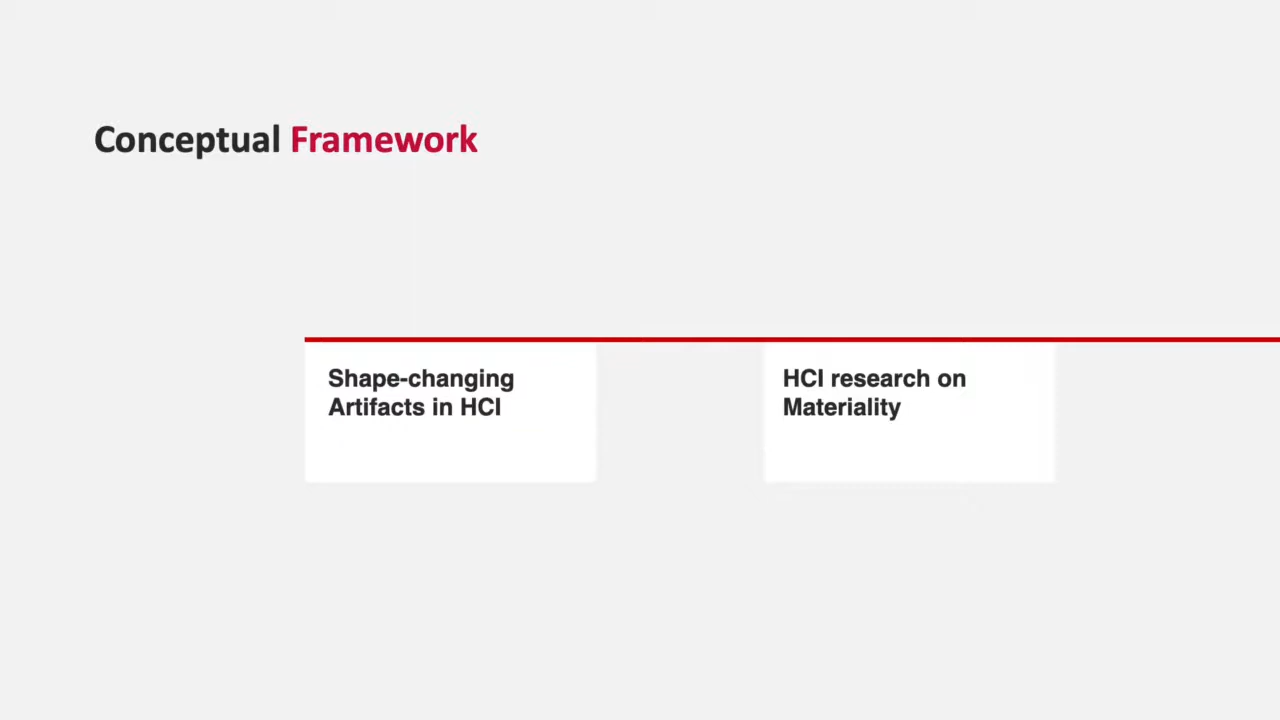 Conceptual Framework
Shape-changing
Artifacts in HCI
HCI research on
Materiality